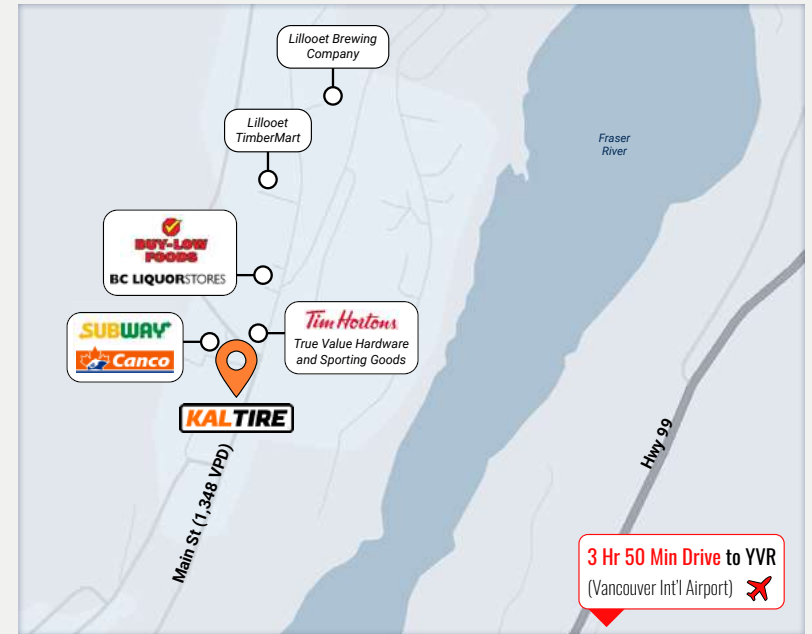 Lillooet Brewing
Company
Lillooet
TimberMart
Fraser
River
BUY-LOW
FOODS
BC LIQUORSTORES
SUBWAY
Canco
Tim Hortons
True Value Hardware
and Sporting Goods
KALTIRE
Main St (1,348 VPD)
Hwy 99
3 Hr 50 Min Drive to YVR
(Vancouver Int'l Airport)